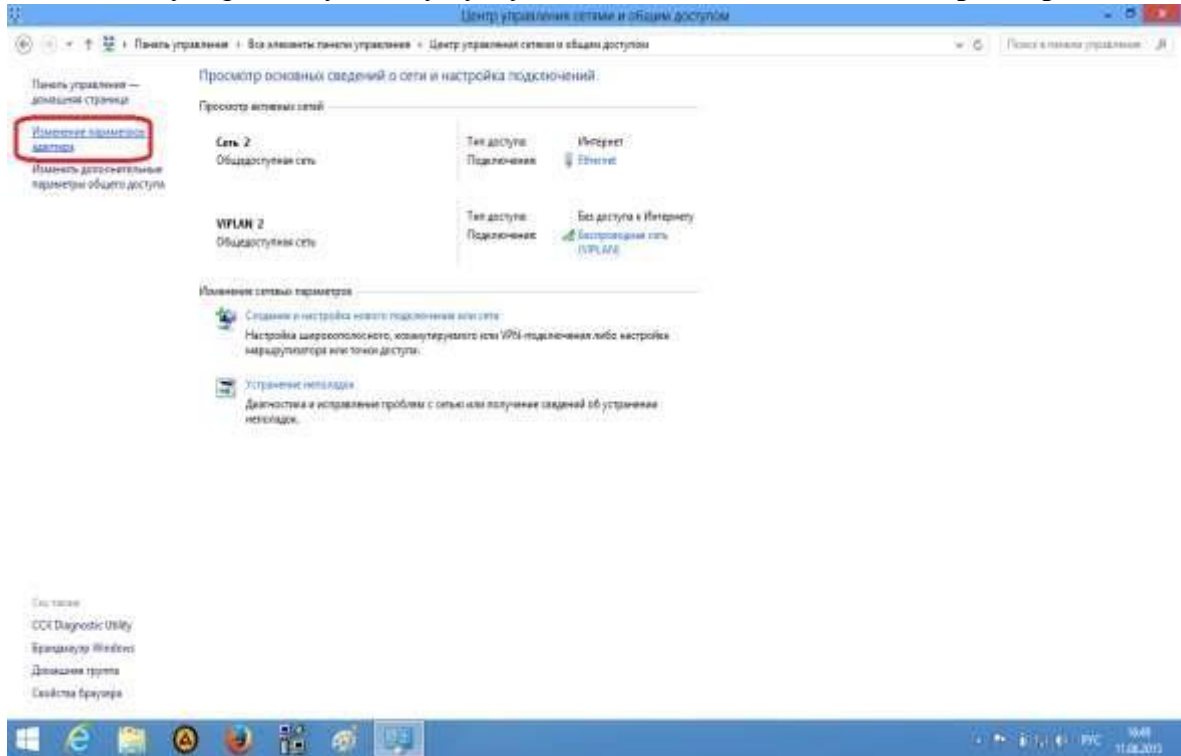 Центр управления сетями и общим доступом
Панель управления
Все элементы панели управления
Центр управления сетями и общим доступом
Поиск в панели управления
Панель управления —
домашняя страница
Изменение параметров
адаптера
Изменить дополнительные
параметры общего доступа
Просмотр основных сведений о сети и настройка подключений
Просмотр активных сетей
Сеть 2
Общедоступная сеть
Тип доступа: Интернет
Подключения: Ethernet
VIPLAN 2
Общедоступная сеть
Тип доступа: Без доступа к Интернету
Подключения: Беспроводная сеть
(VIPLAN)
Изменение сетевых параметров
Создание и настройка нового подключения или сети
Настройка широкополосного, коммутируемого или VPN-подключения либо настройка
маршрутизатора или точки доступа.
Устранение неполадок
Диагностика и исправление проблем с сетью или получение сведений об устранении
неполадок.
См. также
CCX Diagnostic Utility
Брандмауэр Windows
Домашняя группа
Свойства браузера
РУС